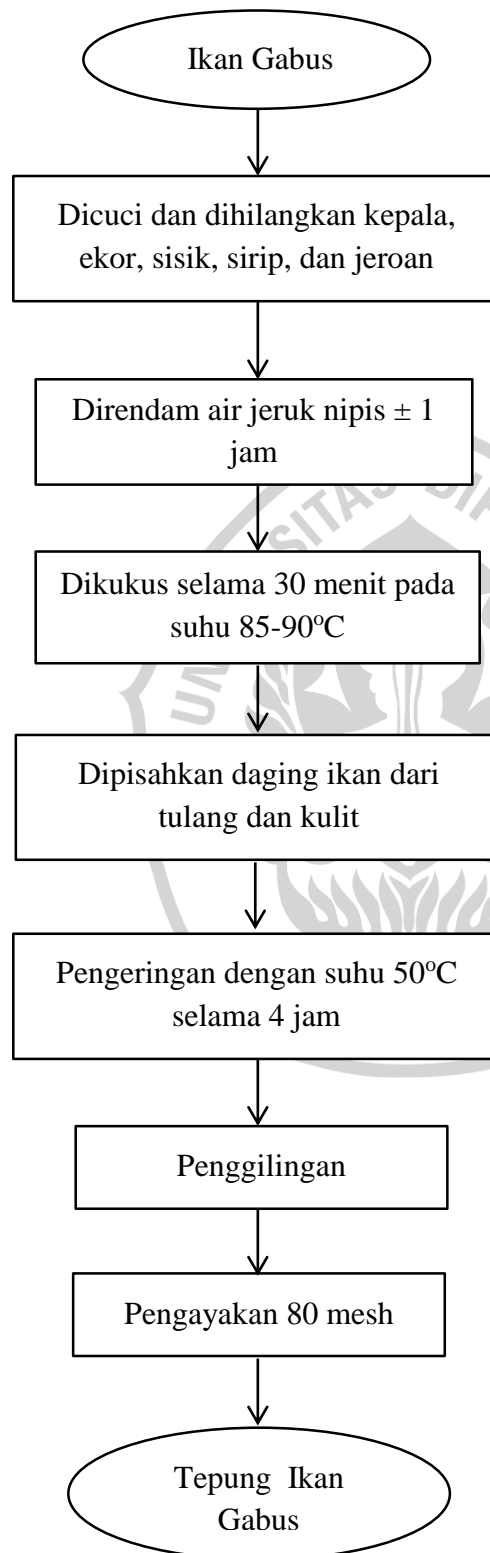 Ikan Gabus
Dicuci dan dihilangkan kepala,
ekor, sisik, sirip, dan jeroan
Direndam air jeruk nipis ± 1
jam
Dikukus selama 30 menit pada
suhu 85-90°C
Dipisahkan daging ikan dari
tulang dan kulit
Pengeringan dengan suhu 50°C
selama 4 jam
Penggilingan
Pengayakan 80 mesh
Tepung Ikan
Gabus